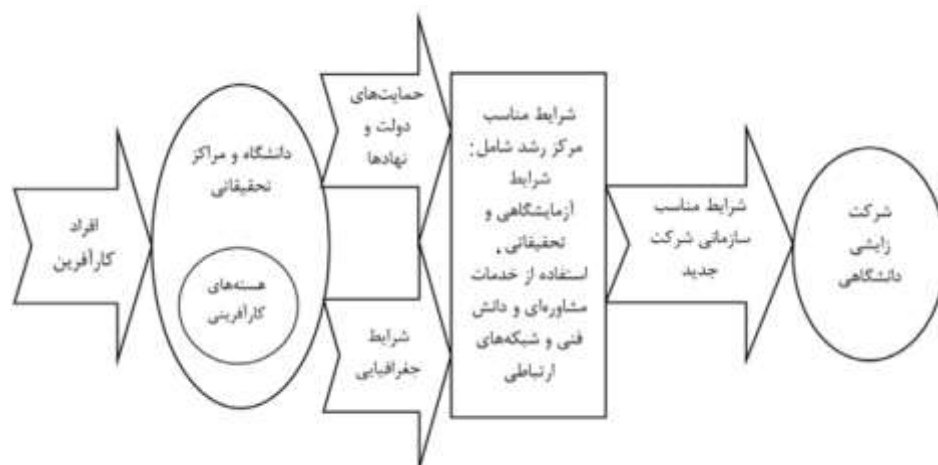 افراد
کارآفرین
دانشگاه و مراکز
تحقیقاتی
هسته‌های
کارآفرینی
حمایت‌های
دولت و
نهادها
شرایط
جغرافیایی
شرایط مناسب
مرکز رشد شامل:
شرایط
آزمایشگاهی و
تحقیقاتی.
استفاده از خدمات
مشاوره‌ای و دانش
فنی و شبکه‌های
ارتباطی
شرایط مناسب
سازمانی شرکت
جدید
شرکت
زایشی
دانشگاهی